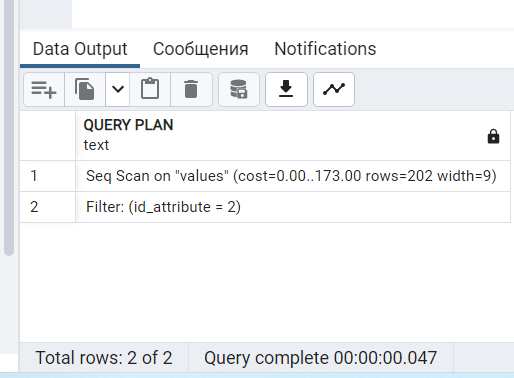 Data Output Сообщения Notifications
QUERY PLAN
text
1 Seq Scan on "values" (cost=0.00..173.00 rows=202 width=9)
2 Filter: (id_attribute = 2)
Total rows: 2 of 2 Query complete 00:00:00.047